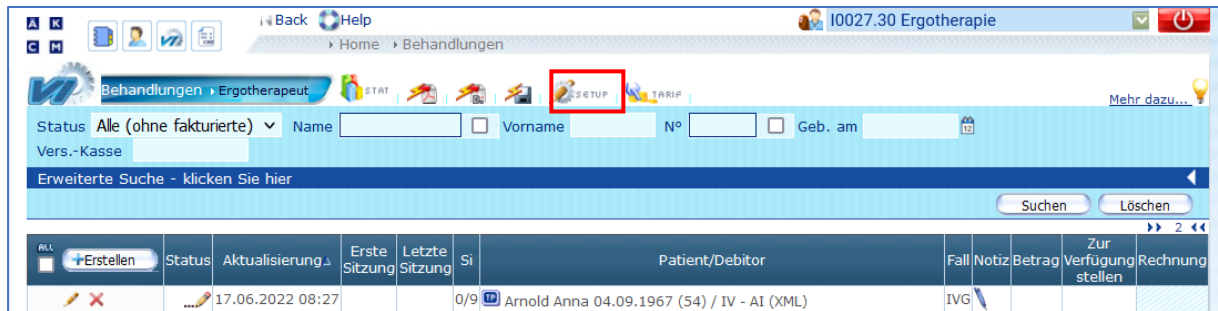 A K
C M
Back Help
I0027.30 Ergotherapie
Home Behandlungen
Behandlungen Ergotherapeut
STAT
SETUP
TARIF
Mehr dazu...
Status Alle (ohne fakturierte) Name Vorname Nº Geb. am
12
Vers.-Kasse
Erweiterte Suche - klicken Sie hier
Suchen Löschen
2
ALL
+Erstellen Status Aktualisierung Erste Sitzung Letzte Sitzung Si Patient/Debitor Fall Notiz Betrag Zur Verfügung stellen Rechnung
...17.06.2022 08:27 0/9 TP Arnold Anna 04.09.1967 (54) / IV - AI (XML) IVG